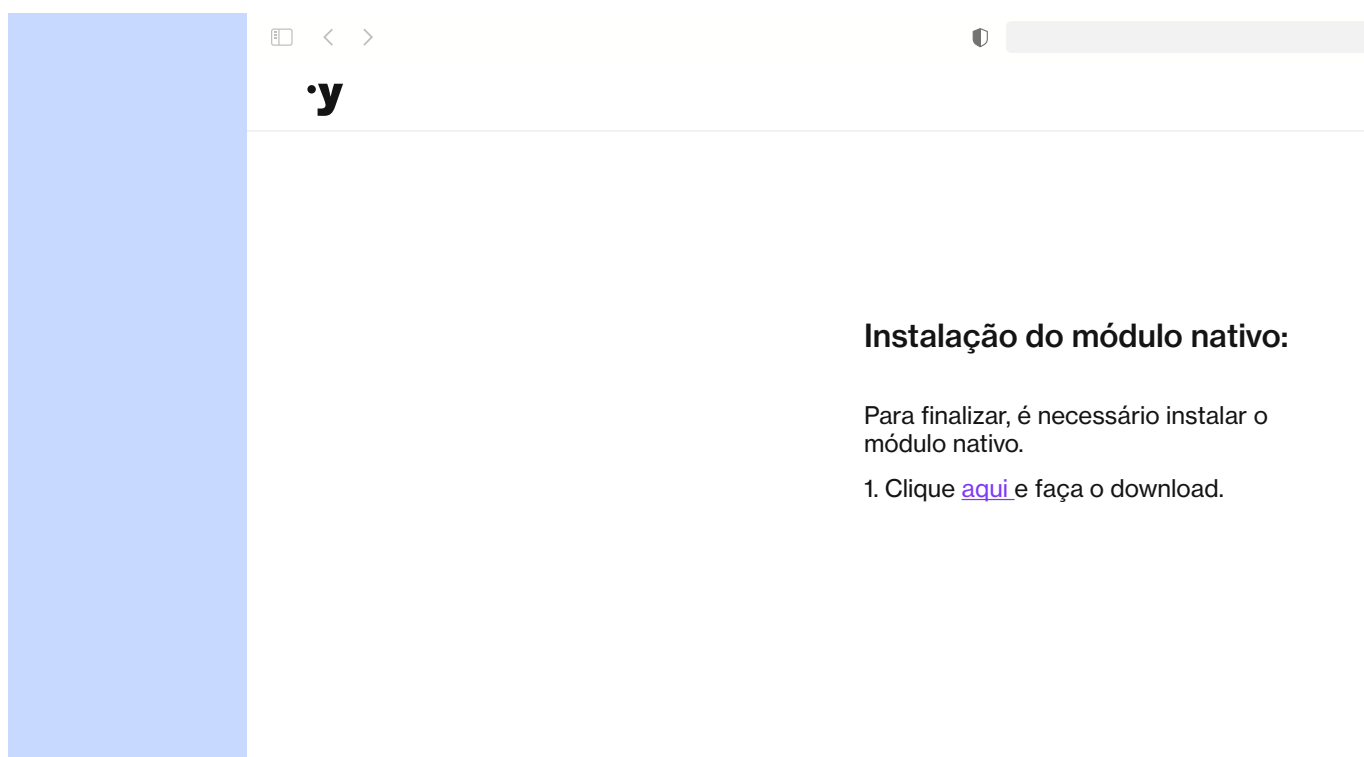 ·y
Instalação do módulo nativo:
Para finalizar, é necessário instalar o
módulo nativo.
1. Clique aqui e faça o download.